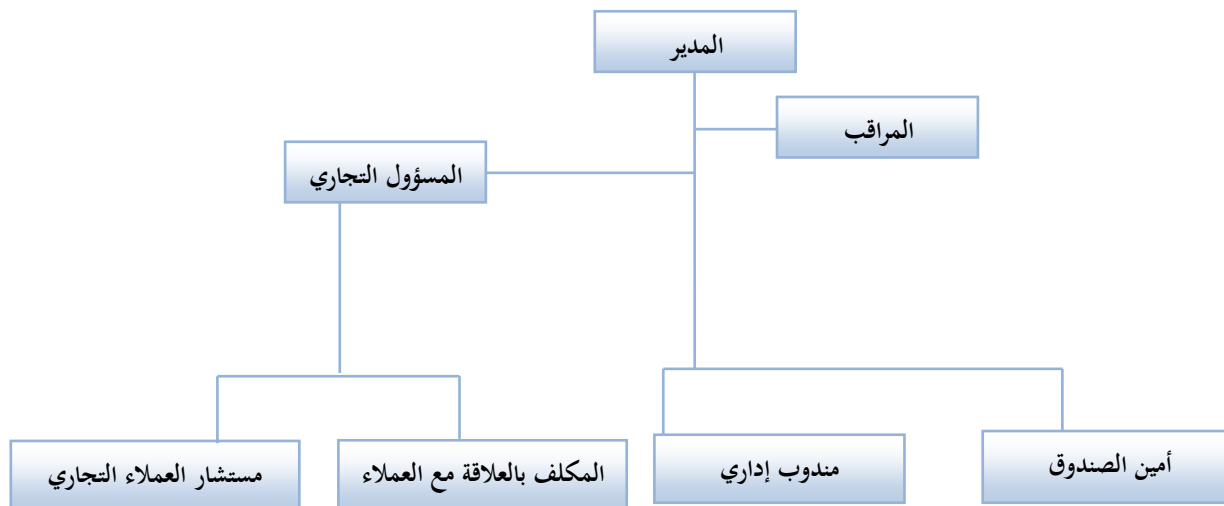 المدير
المراقب
المسؤول التجاري
أمين الصندوق
مندوب إداري
المكلف بالعلاقة مع العملاء
مستشار العملاء التجاري